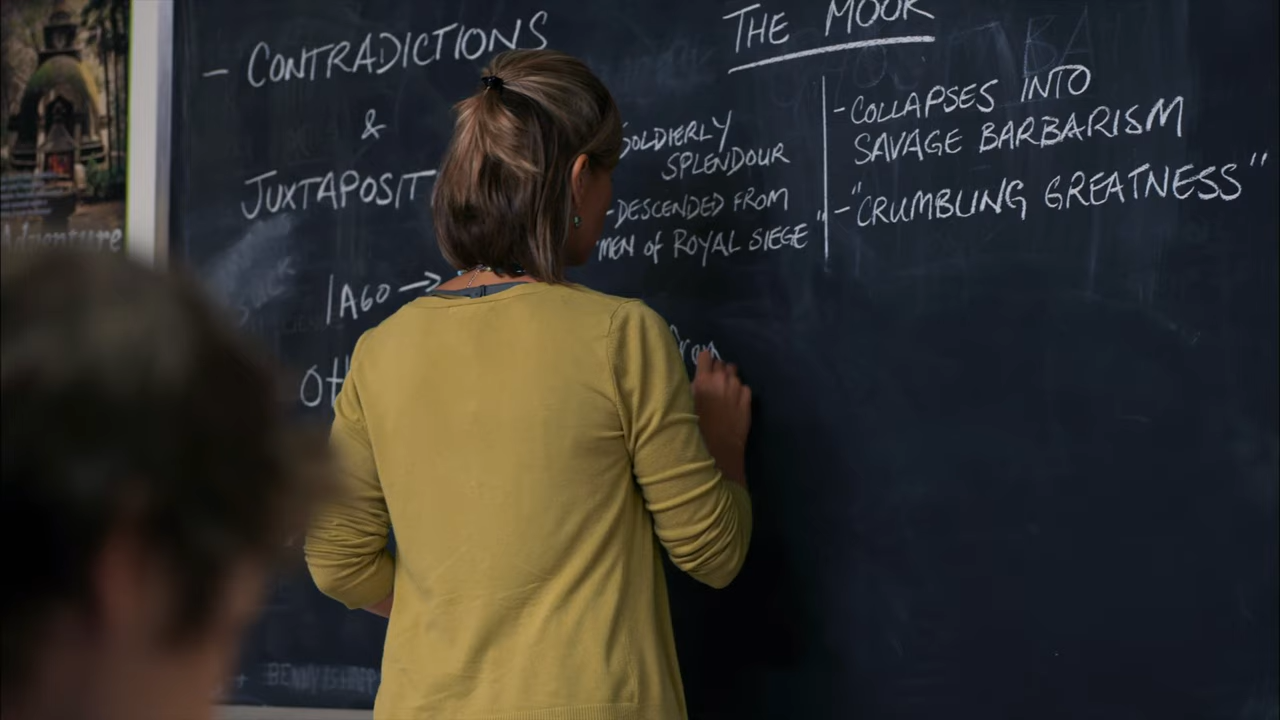 - CONTRADICTIONS
&
JUXTAPOSIT
IAGO →
Oth
THE MOOR
SOLDIERLY
SPLENDOUR
-DESCENDED FROM
"MEN of ROYAL SIEGE"
-COLLAPSES INTO
SAVAGE BARBARISM
-"CRUMBLING GREATNESS"
Adventure